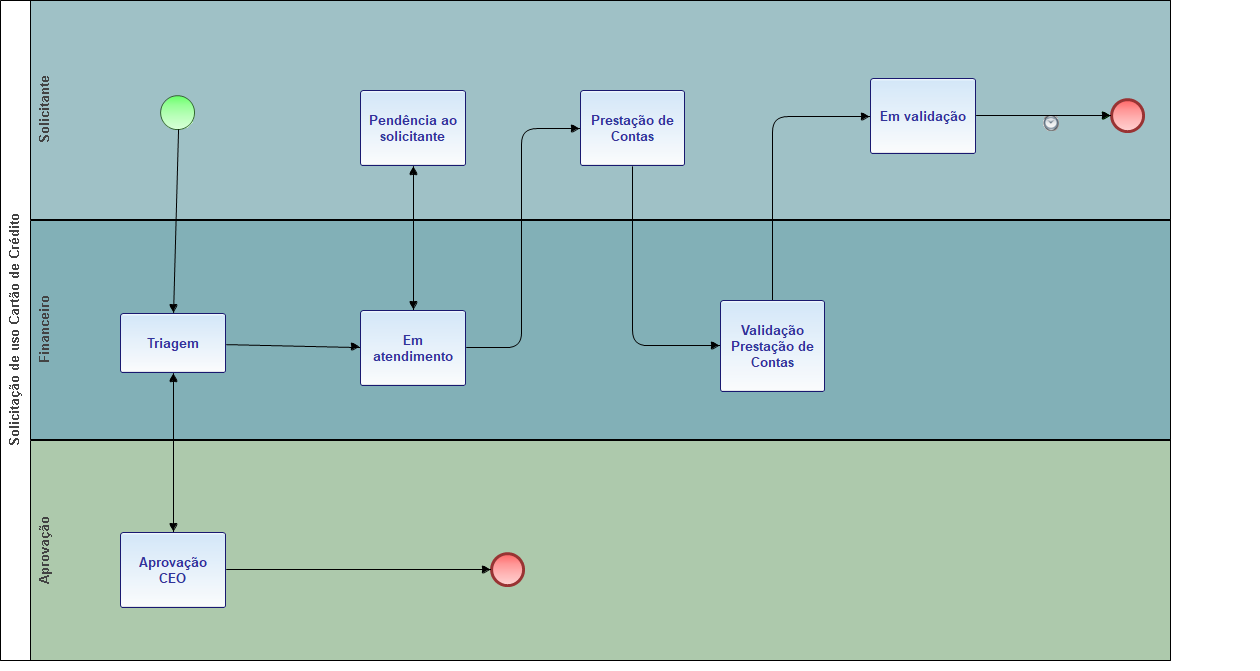 Solicitação de uso Cartão de Crédito
Solicitante
Pendência ao
solicitante
Prestação de
Contas
Em validação
Financeiro
Triagem
Em
atendimento
Validação
Prestação de
Contas
Aprovação
Aprovação
CEO